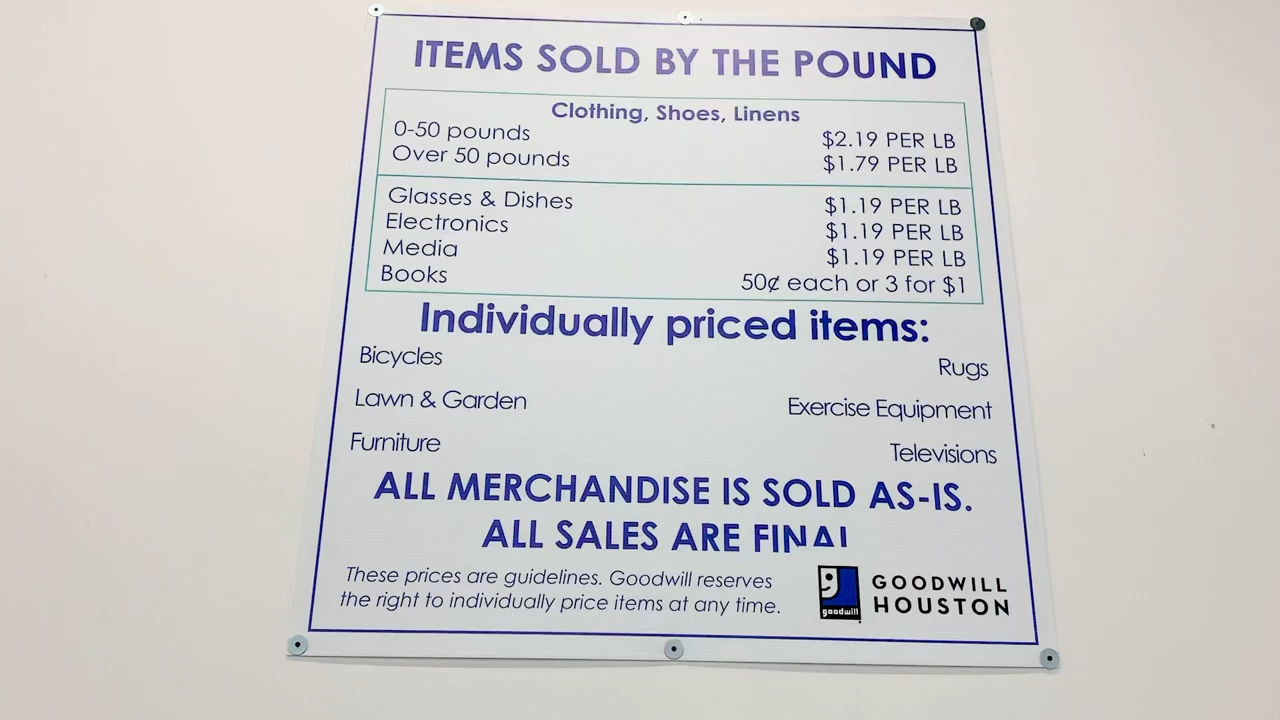 ITEMS SOLD BY THE POUND
Clothing, Shoes, Linens
0-50 pounds $2.19 PER LB
Over 50 pounds $1.79 PER LB
Glasses & Dishes $1.19 PER LB
Electronics $1.19 PER LB
Media $1.19 PER LB
Books 50¢ each or 3 for $1
Individually priced items:
Bicycles Rugs
Lawn & Garden Exercise Equipment
Furniture Televisions
ALL MERCHANDISE IS SOLD AS-IS.
ALL SALES ARE FINAL
These prices are guidelines. Goodwill reserves
the right to individually price items at any time.
goodwill
GOODWILL
HOUSTON